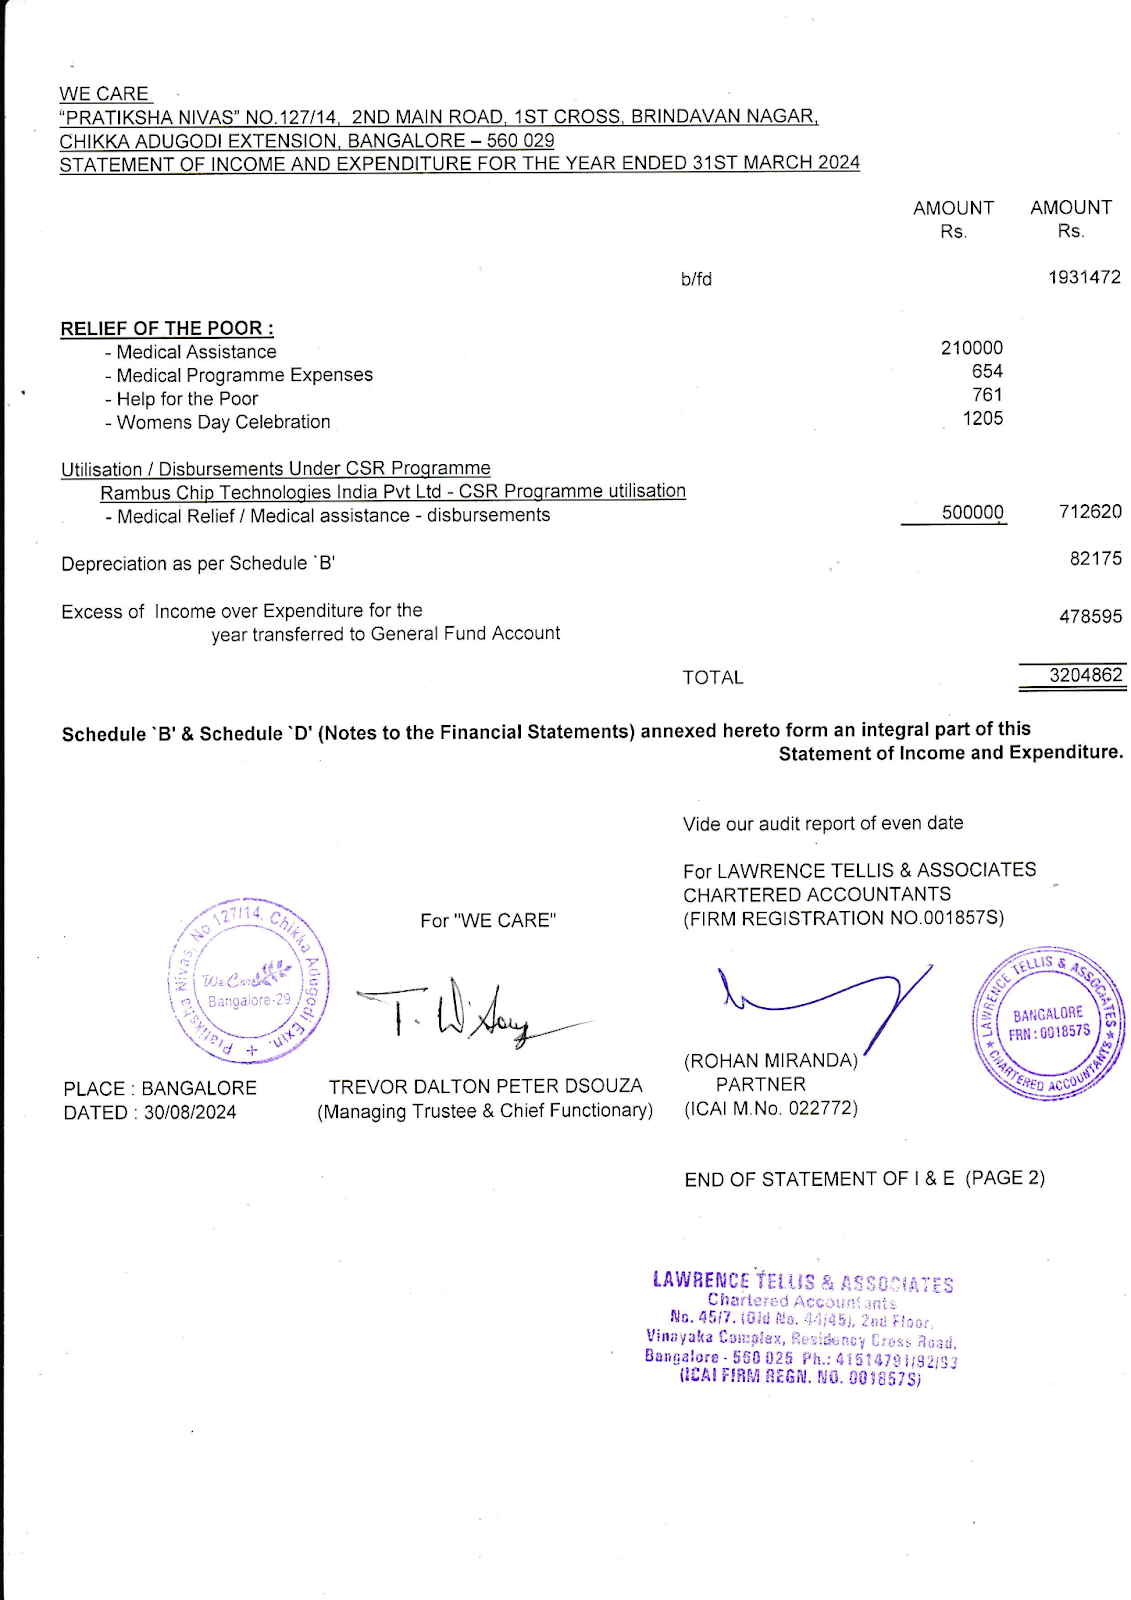 WE CARE
“PRATIKSHA NIVAS” NO.127/14, 2ND MAIN ROAD, 1ST CROSS, BRINDAVAN NAGAR,
CHIKKA ADUGODI EXTENSION, BANGALORE – 560 029
STATEMENT OF INCOME AND EXPENDITURE FOR THE YEAR ENDED 31ST MARCH 2024
AMOUNT AMOUNT
Rs. Rs.
b/fd 1931472
RELIEF OF THE POOR :
- Medical Assistance 210000
- Medical Programme Expenses 654
- Help for the Poor 761
- Womens Day Celebration 1205
Utilisation / Disbursements Under CSR Programme
Rambus Chip Technologies India Pvt Ltd - CSR Programme utilisation
- Medical Relief / Medical assistance - disbursements 500000 712620
Depreciation as per Schedule `B' 82175
Excess of Income over Expenditure for the
year transferred to General Fund Account 478595
TOTAL 3204862
Schedule `B' & Schedule `D' (Notes to the Financial Statements) annexed hereto form an integral part of this
Statement of Income and Expenditure.
Vide our audit report of even date
For LAWRENCE TELLIS & ASSOCIATES
CHARTERED ACCOUNTANTS
(FIRM REGISTRATION NO.001857S)
For "WE CARE"
Pratiksha Nivas, No 127/14, Chikka Adugodi Exln. +
We Care
Bangalore-29
LAWRENCE TELLIS & ASSOCIATES
★ CHARTERED ACCOUNTANTS ★
BANGALORE
FRN : 001857S
(ROHAN MIRANDA)
PARTNER
(ICAI M.No. 022772)
PLACE : BANGALORE
DATED : 30/08/2024
TREVOR DALTON PETER DSOUZA
(Managing Trustee & Chief Functionary)
END OF STATEMENT OF I & E (PAGE 2)
LAWRENCE TELLIS & ASSOCIATES
Chartered Accountants
No. 45/7. (Old No. 44/45), 2nd Floor,
Vinayaka Complex, Residency Cross Road,
Bangalore - 560 025 Ph.: 41514791/92/93
(ICAI FIRM REGN. NO. 001857S)